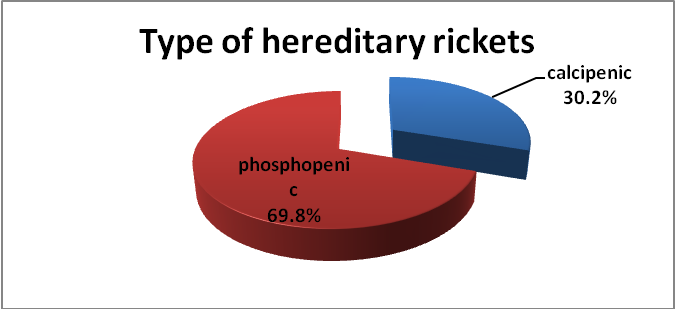 Type of hereditary rickets
calcipenic
30.2%
phosphopeni
c
69.8%